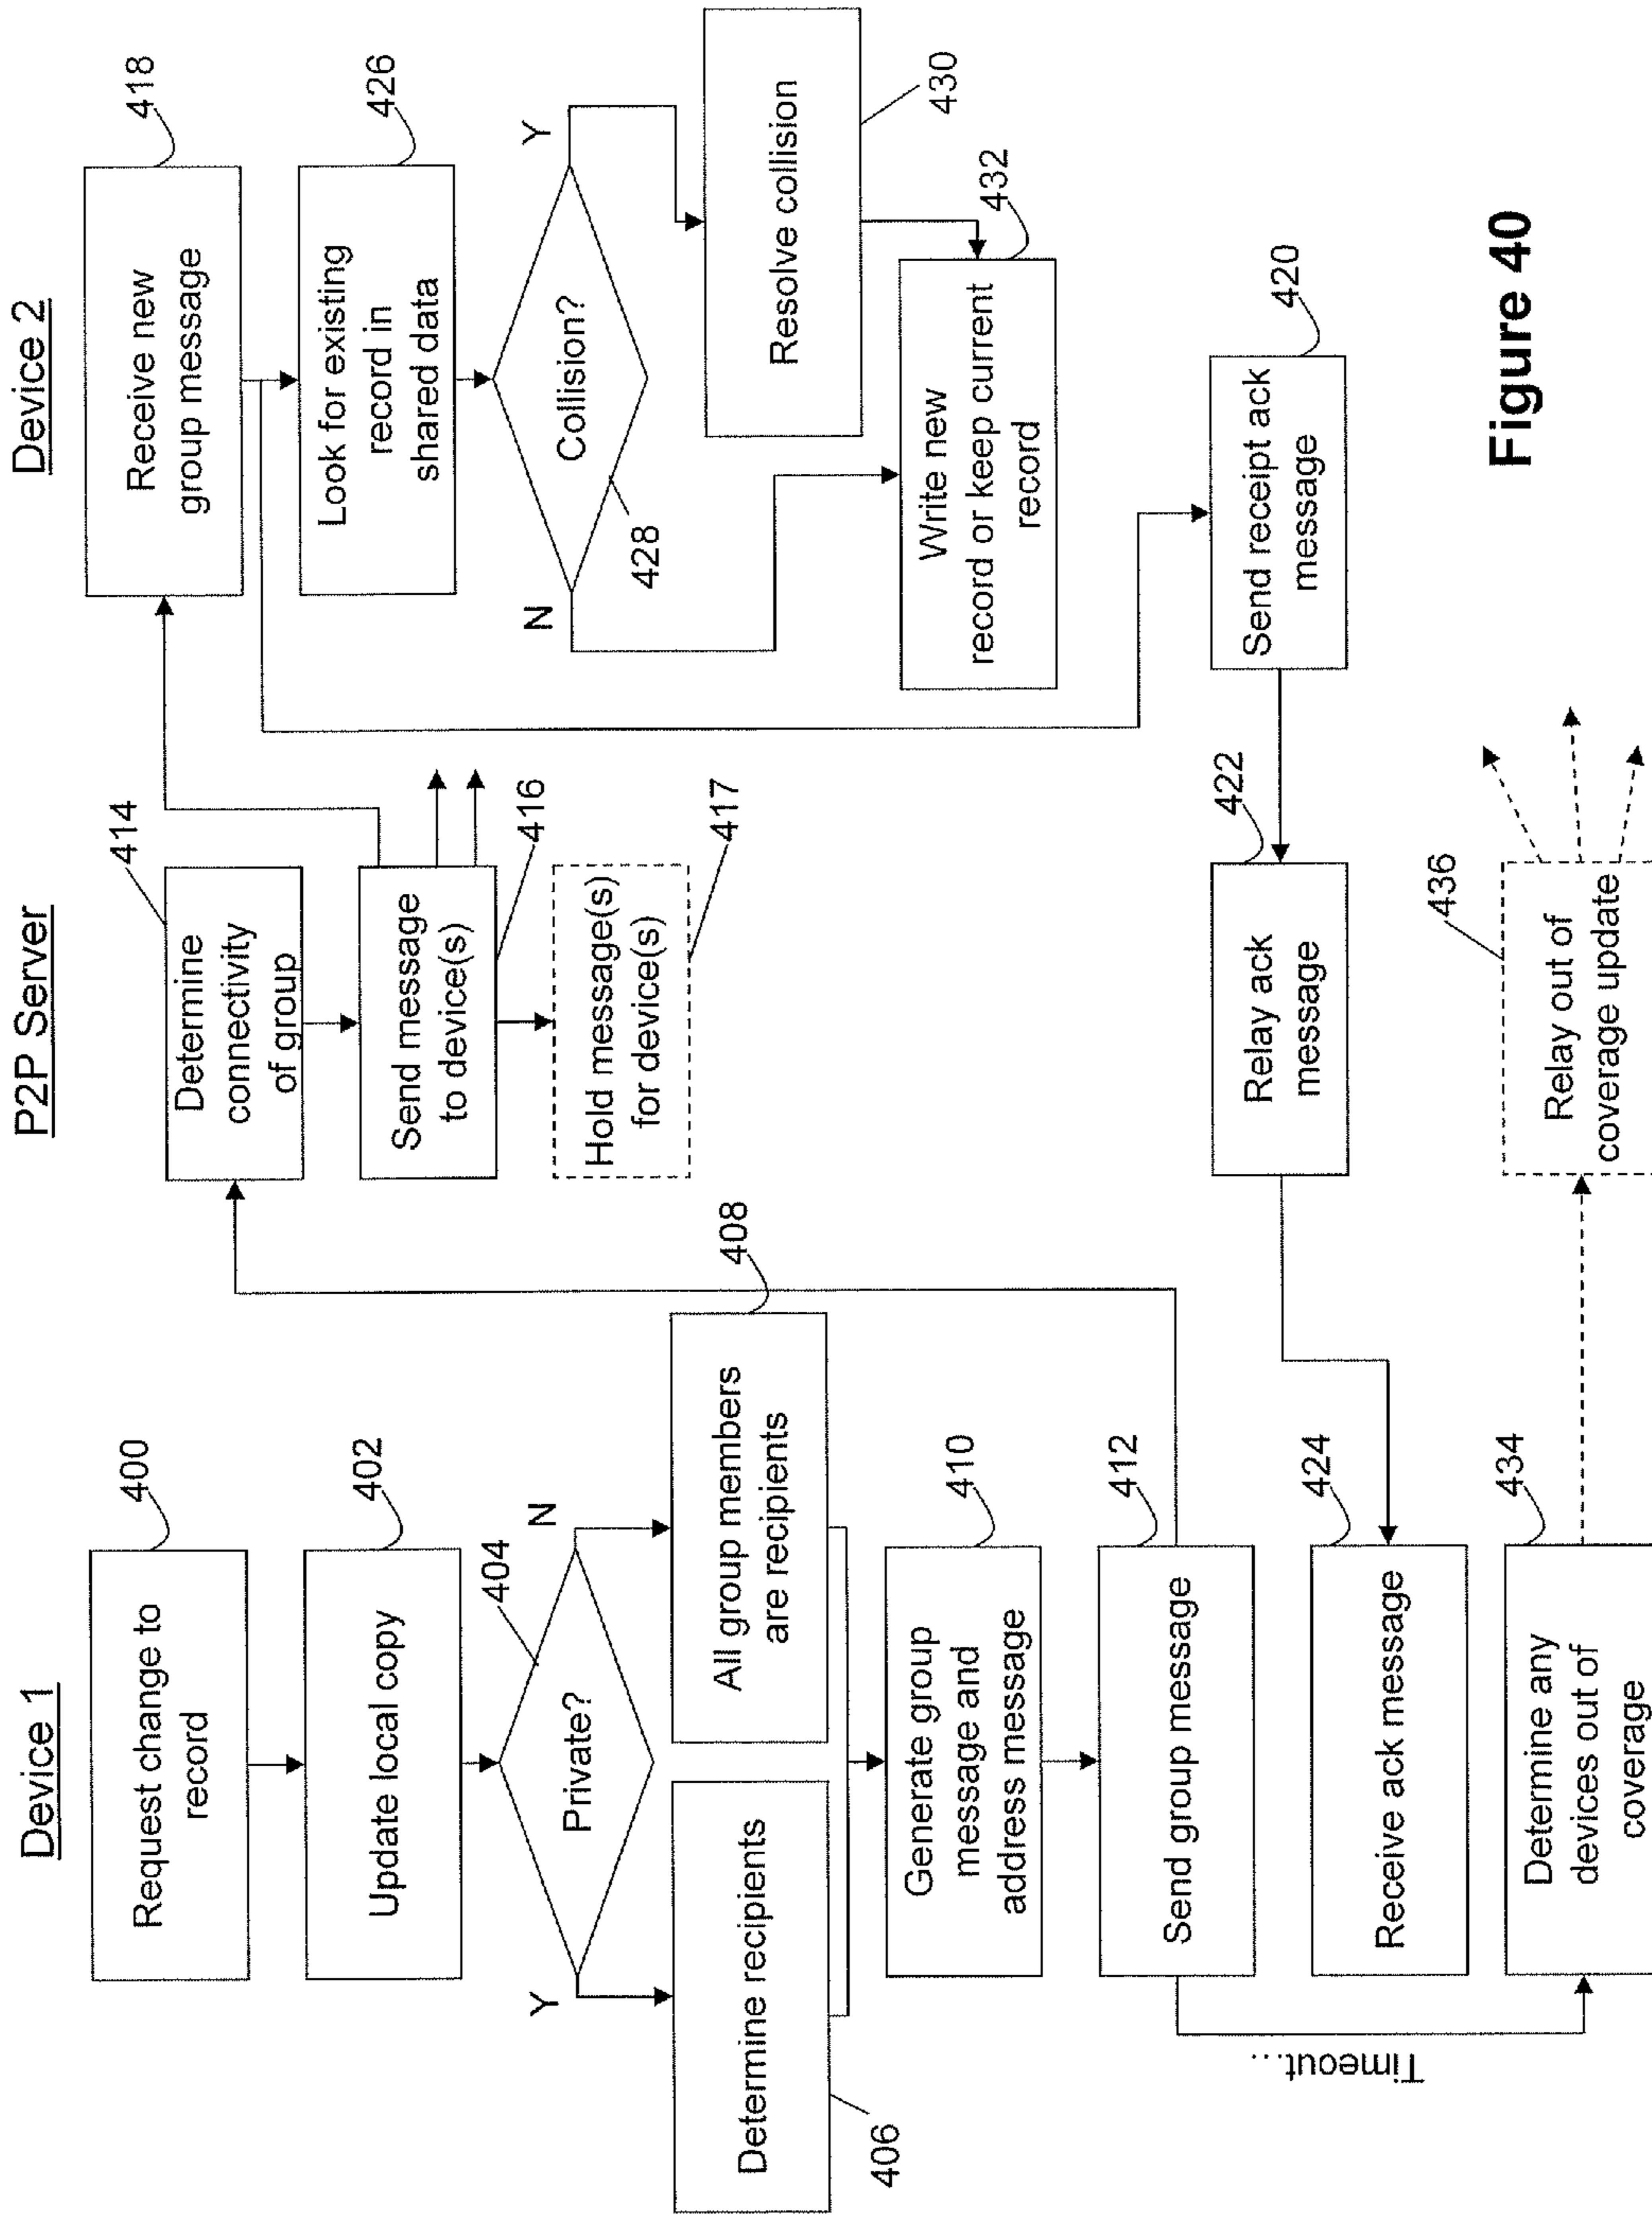 Device 1
400
Request change to
record
402
Update local copy
404
Private?
Y
N
406
Determine recipients
408
All group members
are recipients
410
Generate group
message and
address message
412
Send group message
Timeout...
424
Receive ack message
434
Determine any
devices out of
coverage
P2P Server
414
Determine
connectivity
of group
416
Send message
to device(s)
417
Hold message(s)
for device(s)
422
Relay ack
message
436
Relay out of
coverage update
Device 2
418
Receive new
group message
426
Look for existing
record in
shared data
428
Collision?
N
Y
430
Resolve collision
432
Write new
record or keep current
record
420
Send receipt ack
message
Figure 40